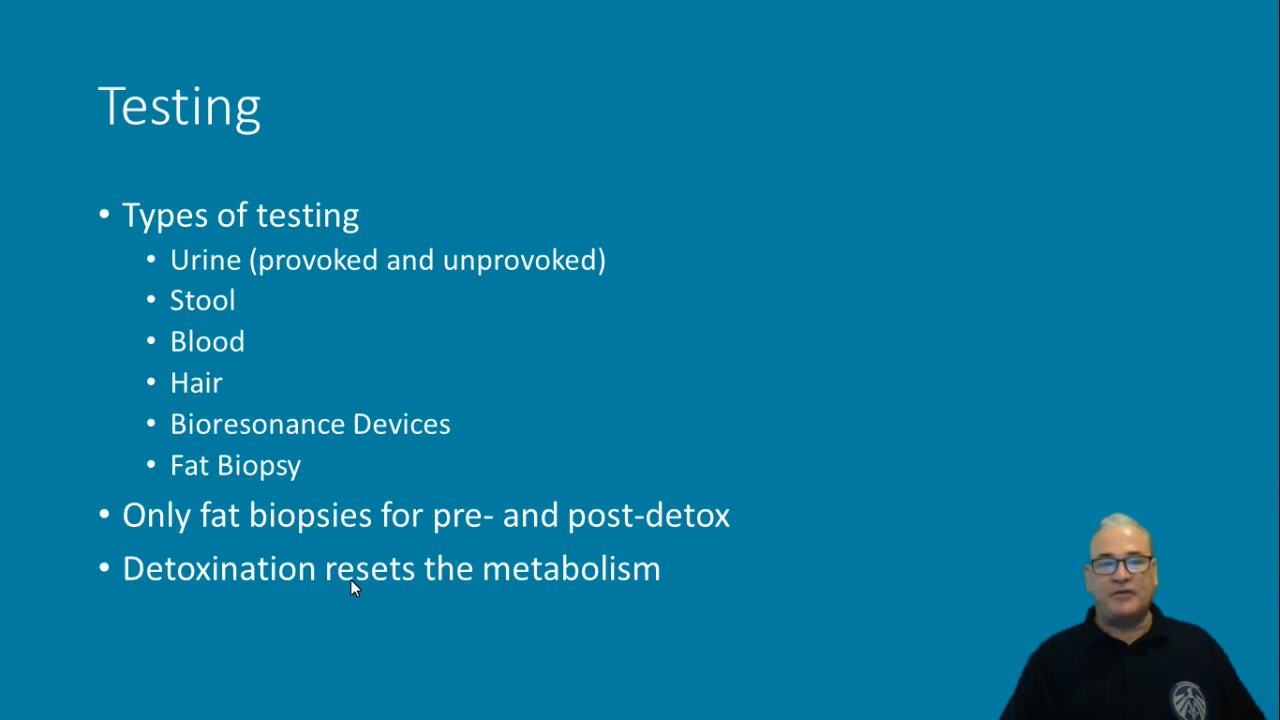 Testing
• Types of testing
• Urine (provoked and unprovoked)
• Stool
• Blood
• Hair
• Bioresonance Devices
• Fat Biopsy
• Only fat biopsies for pre- and post-detox
• Detoxination resets the metabolism